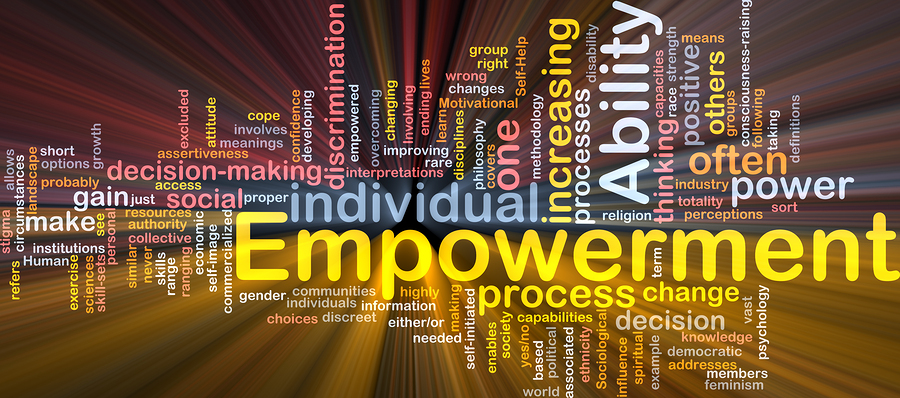 Empowerment
Ability
individual
increasing
process
power
often
one
social
gain
make
decision-making
discrimination
decision
change
positive
others
thinking
processes
group
right
wrong
changes
Motivational
Self-Help
disability
means
capacities
strength
race
groups
consciousness-raising
following
taking
definitions
industry
totality
perceptions
sort
religion
methodology
philosophy
covers
disciplines
learns
lives
ending
Involving
changing
overcoming
empowered
improving
rare
interpretations
developing
confidence
cope
involves
meanings
attitude
excluded
assertiveness
access
just
proper
growth
short
options
probably
landscape
allows
circumstances
stigma
institutions
Human
refers
see
personal
exercise
sciences
skill-sets
resources
authority
collective
similar
never
skills
range
ranging
economic
self-image
commercialized
gender
communities
individuals
choices
discreet
highly
information
either/or
needed
making
self-initiated
enables
society
capabilities
yes/no
based
political
world
associated
ethnicity
Sociological
influence
spiritual
example
term
knowledge
democratic
addresses
members
feminism
vast
psychology